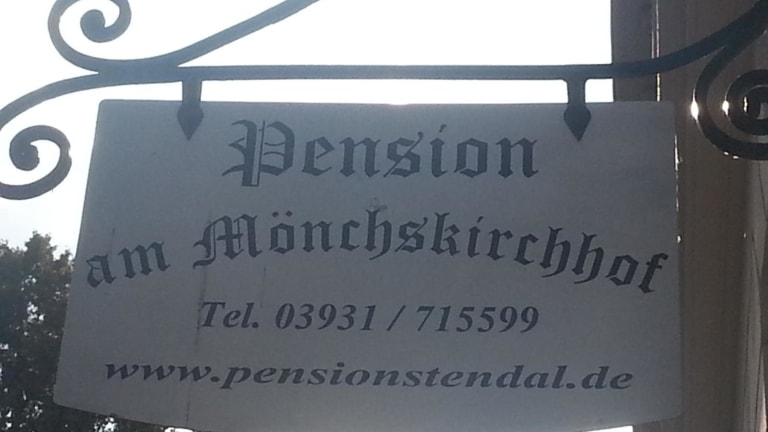 Pension
am Mönchskirchhof
Tel. 03931 / 715599
www.pensionstendal.de